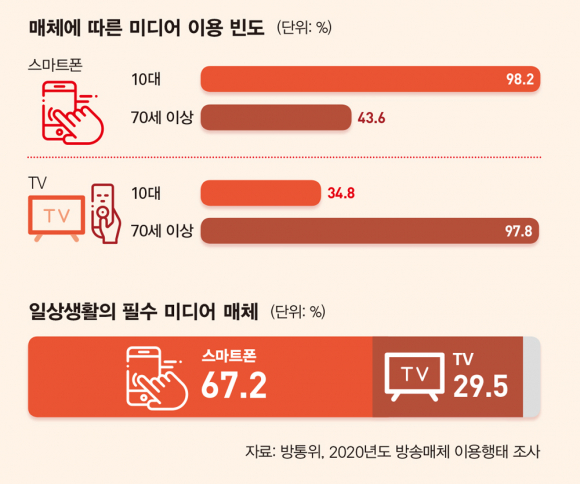 매체에 따른 미디어 이용 빈도 (단위: %)
스마트폰
10대 98.2
70세 이상 43.6
TV
TV
10대 34.8
70세 이상 97.8
일상생활의 필수 미디어 매체 (단위: %)
스마트폰
67.2
TV
TV
29.5
자료: 방통위, 2020년도 방송매체 이용행태 조사